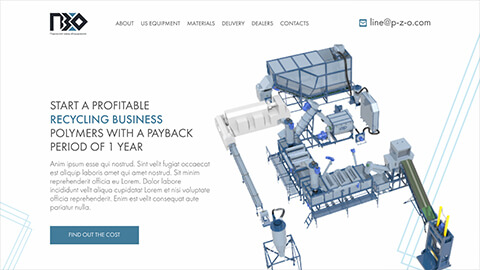 ПЗО
ABOUT US EQUIPMENT MATERIALS DELIVERY DEALERS CONTACTS
line@p-z-o.com
START A PROFITABLE
RECYCLING BUSINESS
POLYMERS WITH A PAYBACK
PERIOD OF 1 YEAR
Anim ipsum esse qui nostrud. Sint velit fugiat occaecat
est aliquip laboris amet qui amet nostrud. Sit minim
reprehenderit officia eu Lorem. Dolor labore
incididunt velit aliqua cupidatat Lorem et nisi voluptate
officia reprehenderit. Enim est velit consequat aute
pariatur nulla.
FIND OUT THE COST